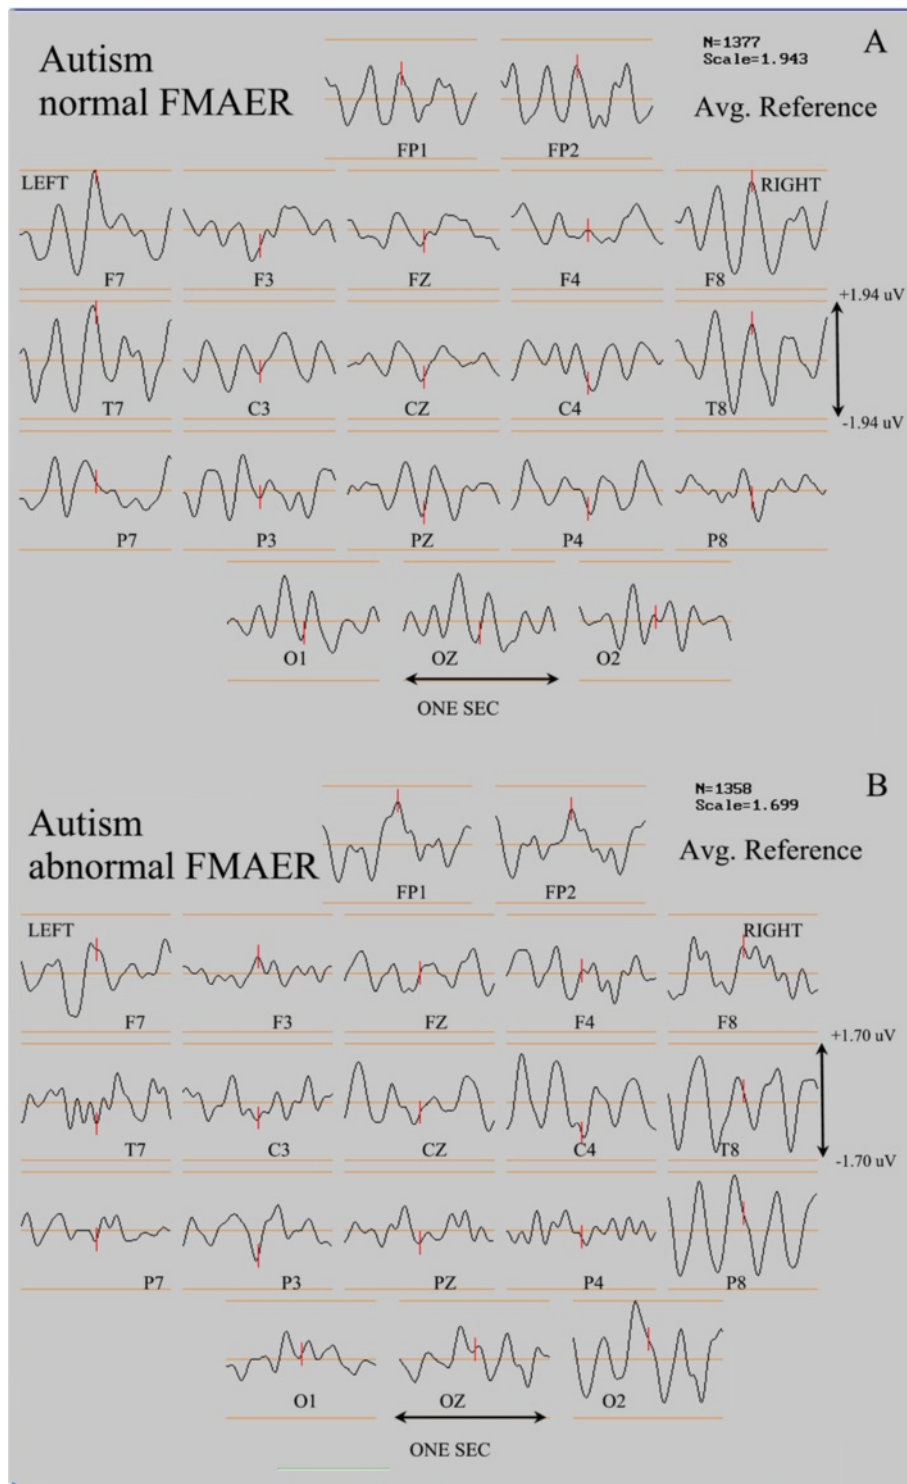 Autism
normal FMAER
N=1377
Scale=1.943
A
Avg. Reference
FP1
FP2
LEFT
RIGHT
F7
F3
FZ
F4
F8
+1.94 uV
T7
C3
CZ
C4
T8
-1.94 uV
P7
P3
PZ
P4
P8
O1
OZ
O2
ONE SEC
Autism
abnormal FMAER
N=1358
Scale=1.699
B
Avg. Reference
FP1
FP2
LEFT
RIGHT
F7
F3
FZ
F4
F8
+1.70 uV
T7
C3
CZ
C4
T8
-1.70 uV
P7
P3
PZ
P4
P8
O1
OZ
O2
ONE SEC